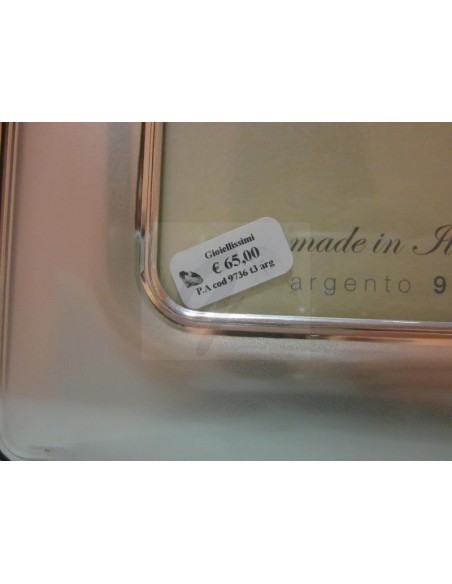 Gioiellissimi
€ 65,00
P.A cod 9736 t3 arg
made in It
argento 9